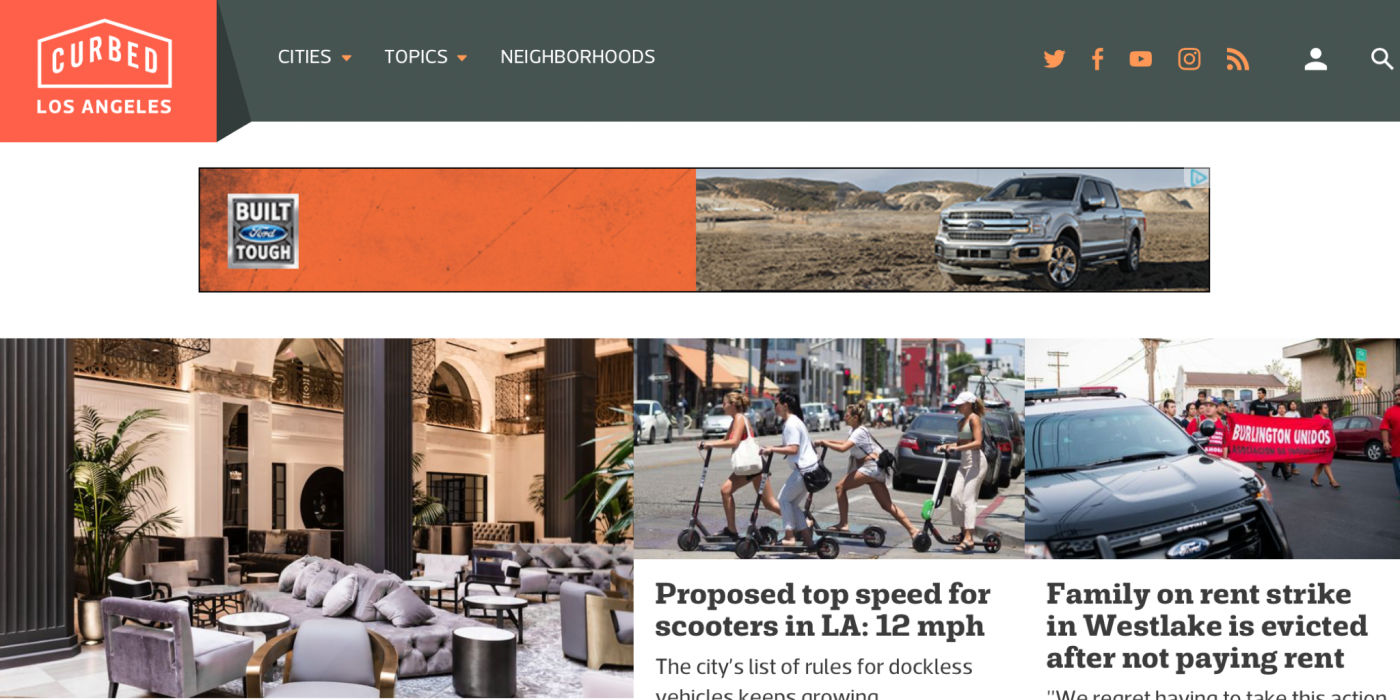 CURBED
LOS ANGELES
CITIES
TOPICS
NEIGHBORHOODS
BUILT
Ford
TOUGH
BURLINGTON UNIDOS
Ford
Proposed top speed for
scooters in LA: 12 mph
The city's list of rules for dockless
vehicles keeps growing
Family on rent strike
in Westlake is evicted
after not paying rent
"We regret having to take this action